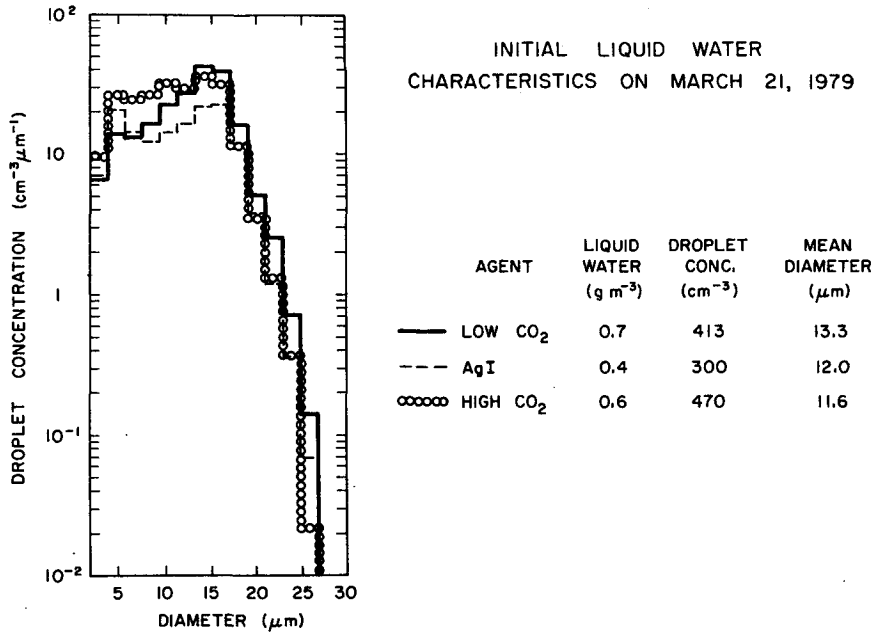 INITIAL LIQUID WATER
CHARACTERISTICS ON MARCH 21, 1979
DROPLET CONCENTRATION (cm⁻³μm⁻¹)
10²
10
1
10⁻¹
10⁻²
5 10 15 20 25 30
DIAMETER (μm)
AGENT LIQUID WATER (g m⁻³) DROPLET CONC. (cm⁻³) MEAN DIAMETER (μm)
LOW CO₂ 0.7 413 13.3
AgI 0.4 300 12.0
HIGH CO₂ 0.6 470 11.6